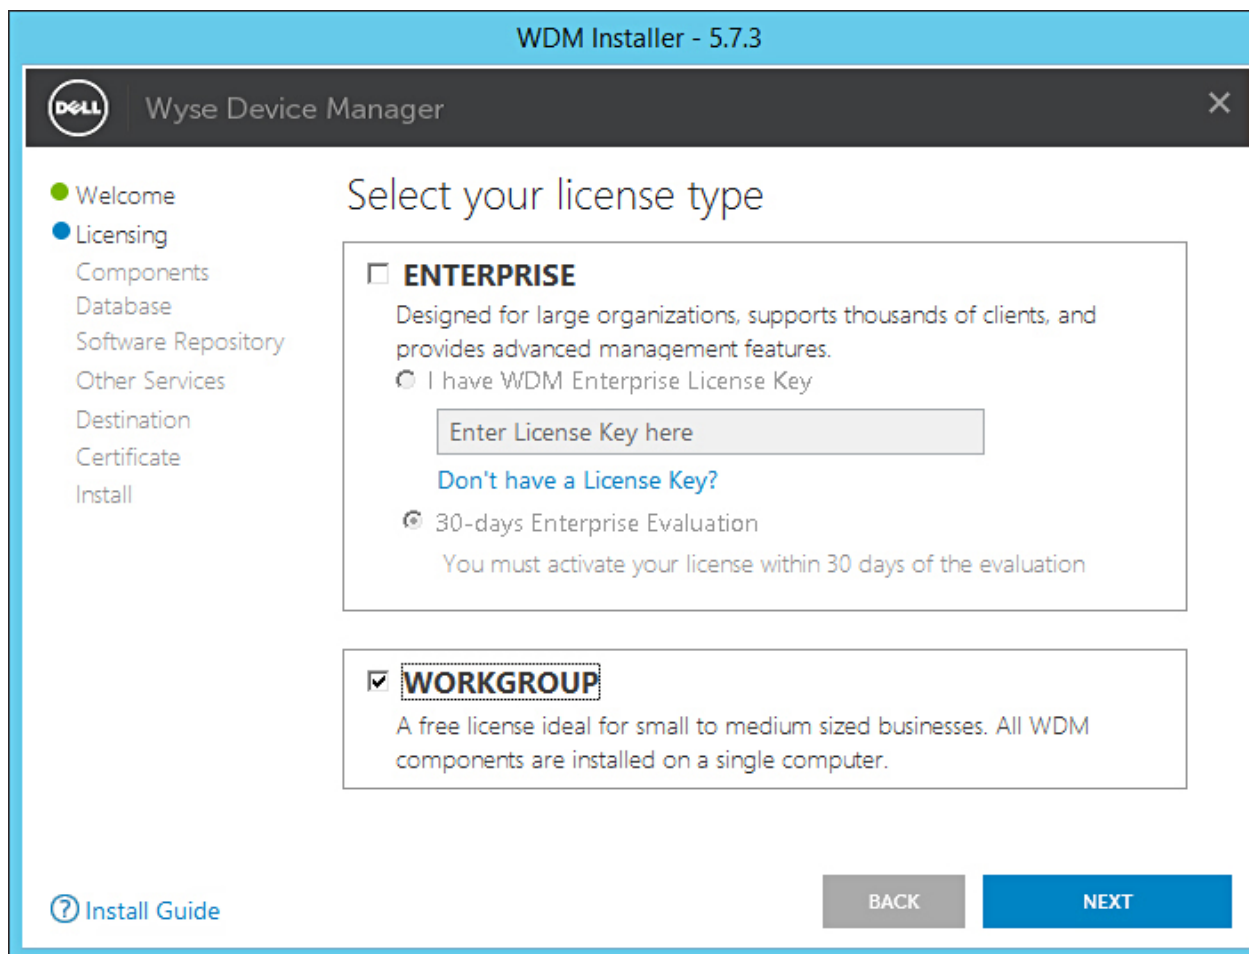 WDM Installer - 5.7.3
DELL
Wyse Device Manager
Welcome
Licensing
Components
Database
Software Repository
Other Services
Destination
Certificate
Install
Select your license type
ENTERPRISE
Designed for large organizations, supports thousands of clients, and
provides advanced management features.
I have WDM Enterprise License Key
Enter License Key here
Don't have a License Key?
30-days Enterprise Evaluation
You must activate your license within 30 days of the evaluation
WORKGROUP
A free license ideal for small to medium sized businesses. All WDM
components are installed on a single computer.
? Install Guide
BACK
NEXT